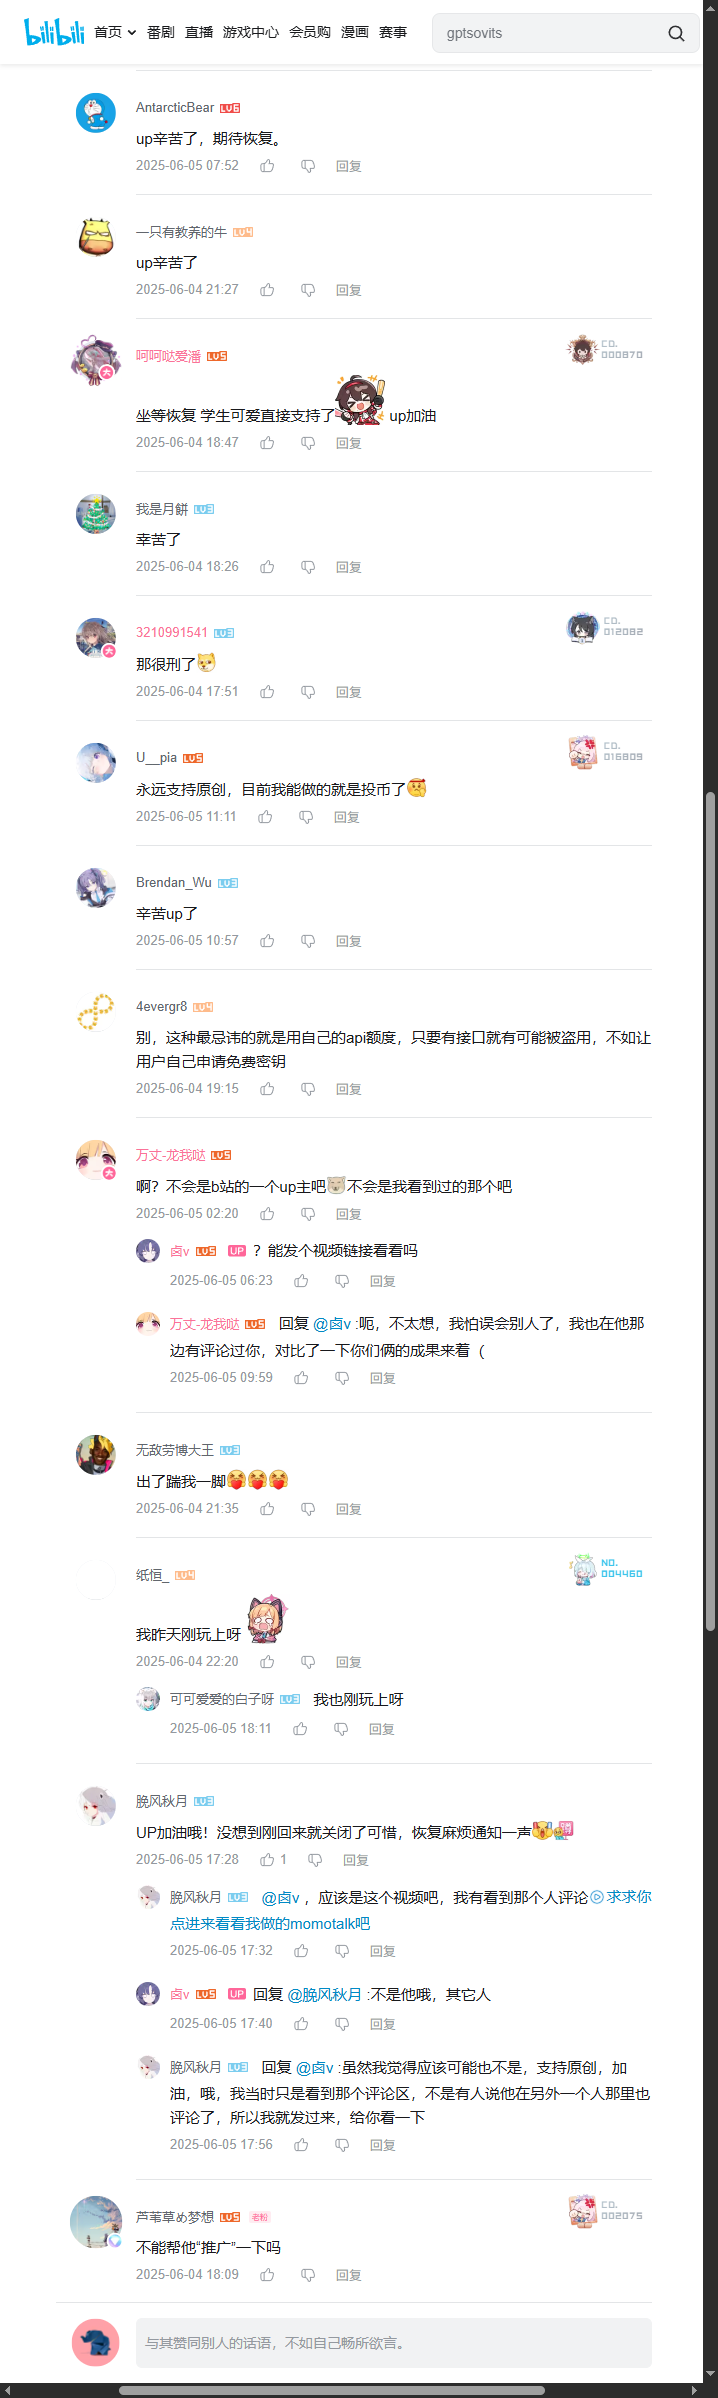 bilibili 首页 番剧 直播 游戏中心 会员购 漫画 赛事 gptsovits
AntarcticBear LV6
up辛苦了，期待恢复。
2025-06-05 07:52 回复
一只有教养的牛 LV4
up辛苦了
2025-06-04 21:27 回复
呵呵哒爱潘 LV5
CD.
000870
坐等恢复 学生可爱直接支持了 up加油
2025-06-04 18:47 回复
我是月餅 LV3
幸苦了
2025-06-04 18:26 回复
3210991541 LV3
CD.
012082
那很刑了
2025-06-04 17:51 回复
U__pia LV5
CD.
016809
永远支持原创，目前我能做的就是投币了
2025-06-05 11:11 回复
Brendan_Wu LV3
辛苦up了
2025-06-05 10:57 回复
4evergr8 LV4
别，这种最忌讳的就是用自己的api额度，只要有接口就有可能被盗用，不如让
用户自己申请免费密钥
2025-06-04 19:15 回复
万丈-龙我哒 LV5
啊？不会是b站的一个up主吧不会是我看到过的那个吧
2025-06-05 02:20 回复
卤v LV5 UP ？能发个视频链接看看吗
2025-06-05 06:23 回复
万丈-龙我哒 LV5 回复 @卤v :呃，不太想，我怕误会别人了，我也在他那
边有评论过你，对比了一下你们俩的成果来着（
2025-06-05 09:59 回复
无敌劳博大王 LV3
出了踹我一脚
2025-06-04 21:35 回复
纸恒_ LV4
NO.
004460
我昨天刚玩上呀
2025-06-04 22:20 回复
可可爱爱的白子呀 LV3 我也刚玩上呀
2025-06-05 18:11 回复
晚风秋月 LV3
UP加油哦！没想到刚回来就关闭了可惜，恢复麻烦通知一声
2025-06-05 17:28 1 回复
晚风秋月 LV3 @卤v ，应该是这个视频吧，我有看到那个人评论 求求你
点进来看看我做的momotalk吧
2025-06-05 17:32 回复
卤v LV5 UP 回复 @晚风秋月 :不是他哦，其它人
2025-06-05 17:40 回复
晚风秋月 LV3 回复 @卤v :虽然我觉得应该可能也不是，支持原创，加
油，哦，我当时只是看到那个评论区，不是有人说他在另外一个人那里也
评论了，所以我就发过来，给你看一下
2025-06-05 17:56 回复
芦苇草め梦想 LV5 老粉
CD.
002075
不能帮他“推广”一下吗
2025-06-04 18:09 回复
与其赞同别人的话语，不如自己畅所欲言。